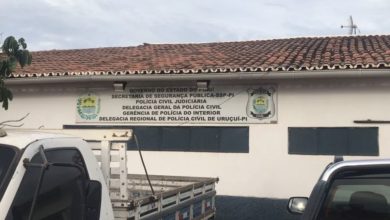 GOVERNO DO ESTADO DO PIAUÍ
SECRETARIA DE SEGURANÇA PÚBLICA-SSP-PI
POLÍCIA CIVIL JUDICIÁRIA
DELEGACIA GERAL DA POLÍCIA CIVIL
GERÊNCIA DE POLÍCIA DO INTERIOR
DELEGACIA REGIONAL DE POLÍCIA CIVIL DE URUÇUÍ-PI